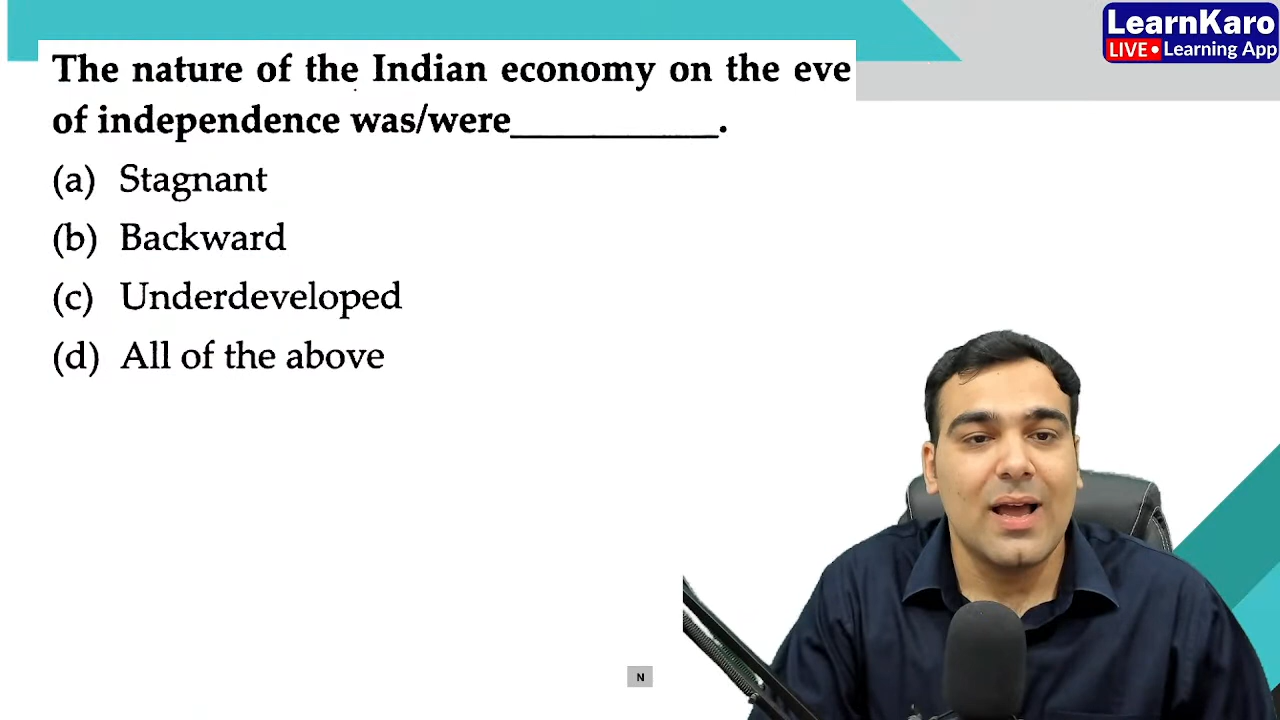 LearnKaro
LIVE • Learning App
The nature of the Indian economy on the eve
of independence was/were__________.
(a) Stagnant
(b) Backward
(c) Underdeveloped
(d) All of the above
N